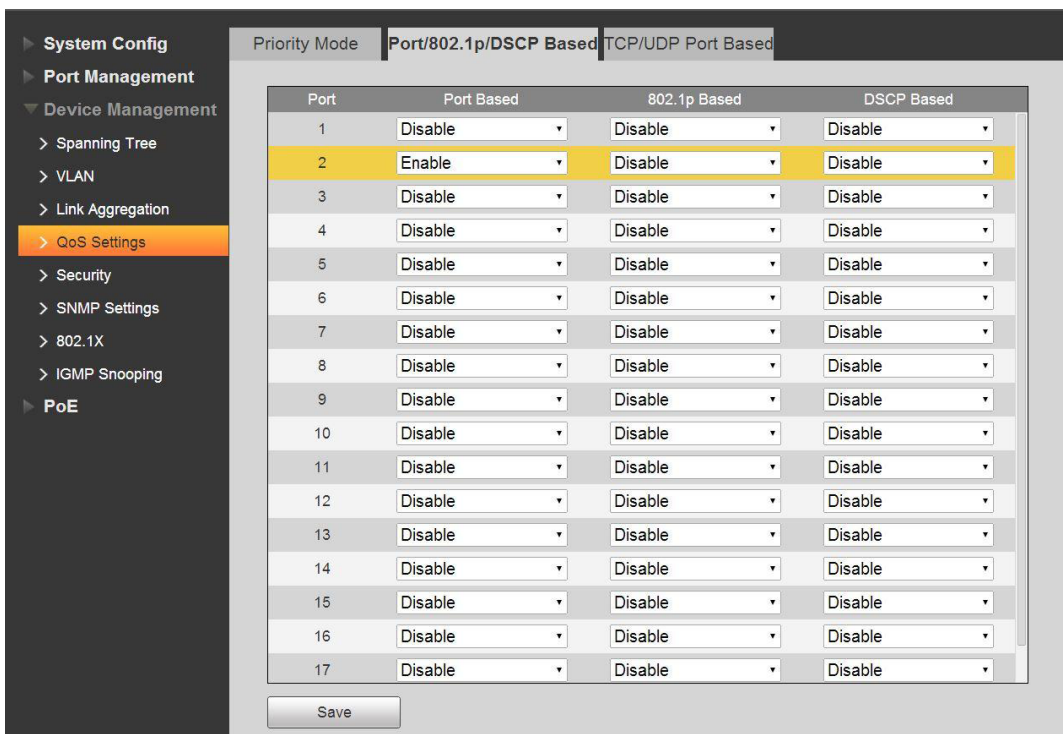 System Config
Port Management
Device Management
> Spanning Tree
> VLAN
> Link Aggregation
> QoS Settings
> Security
> SNMP Settings
> 802.1X
> IGMP Snooping
PoE
Priority Mode Port/802.1p/DSCP Based TCP/UDP Port Based
Port Port Based 802.1p Based DSCP Based
1 Disable Disable Disable
2 Enable Disable Disable
3 Disable Disable Disable
4 Disable Disable Disable
5 Disable Disable Disable
6 Disable Disable Disable
7 Disable Disable Disable
8 Disable Disable Disable
9 Disable Disable Disable
10 Disable Disable Disable
11 Disable Disable Disable
12 Disable Disable Disable
13 Disable Disable Disable
14 Disable Disable Disable
15 Disable Disable Disable
16 Disable Disable Disable
17 Disable Disable Disable
Save